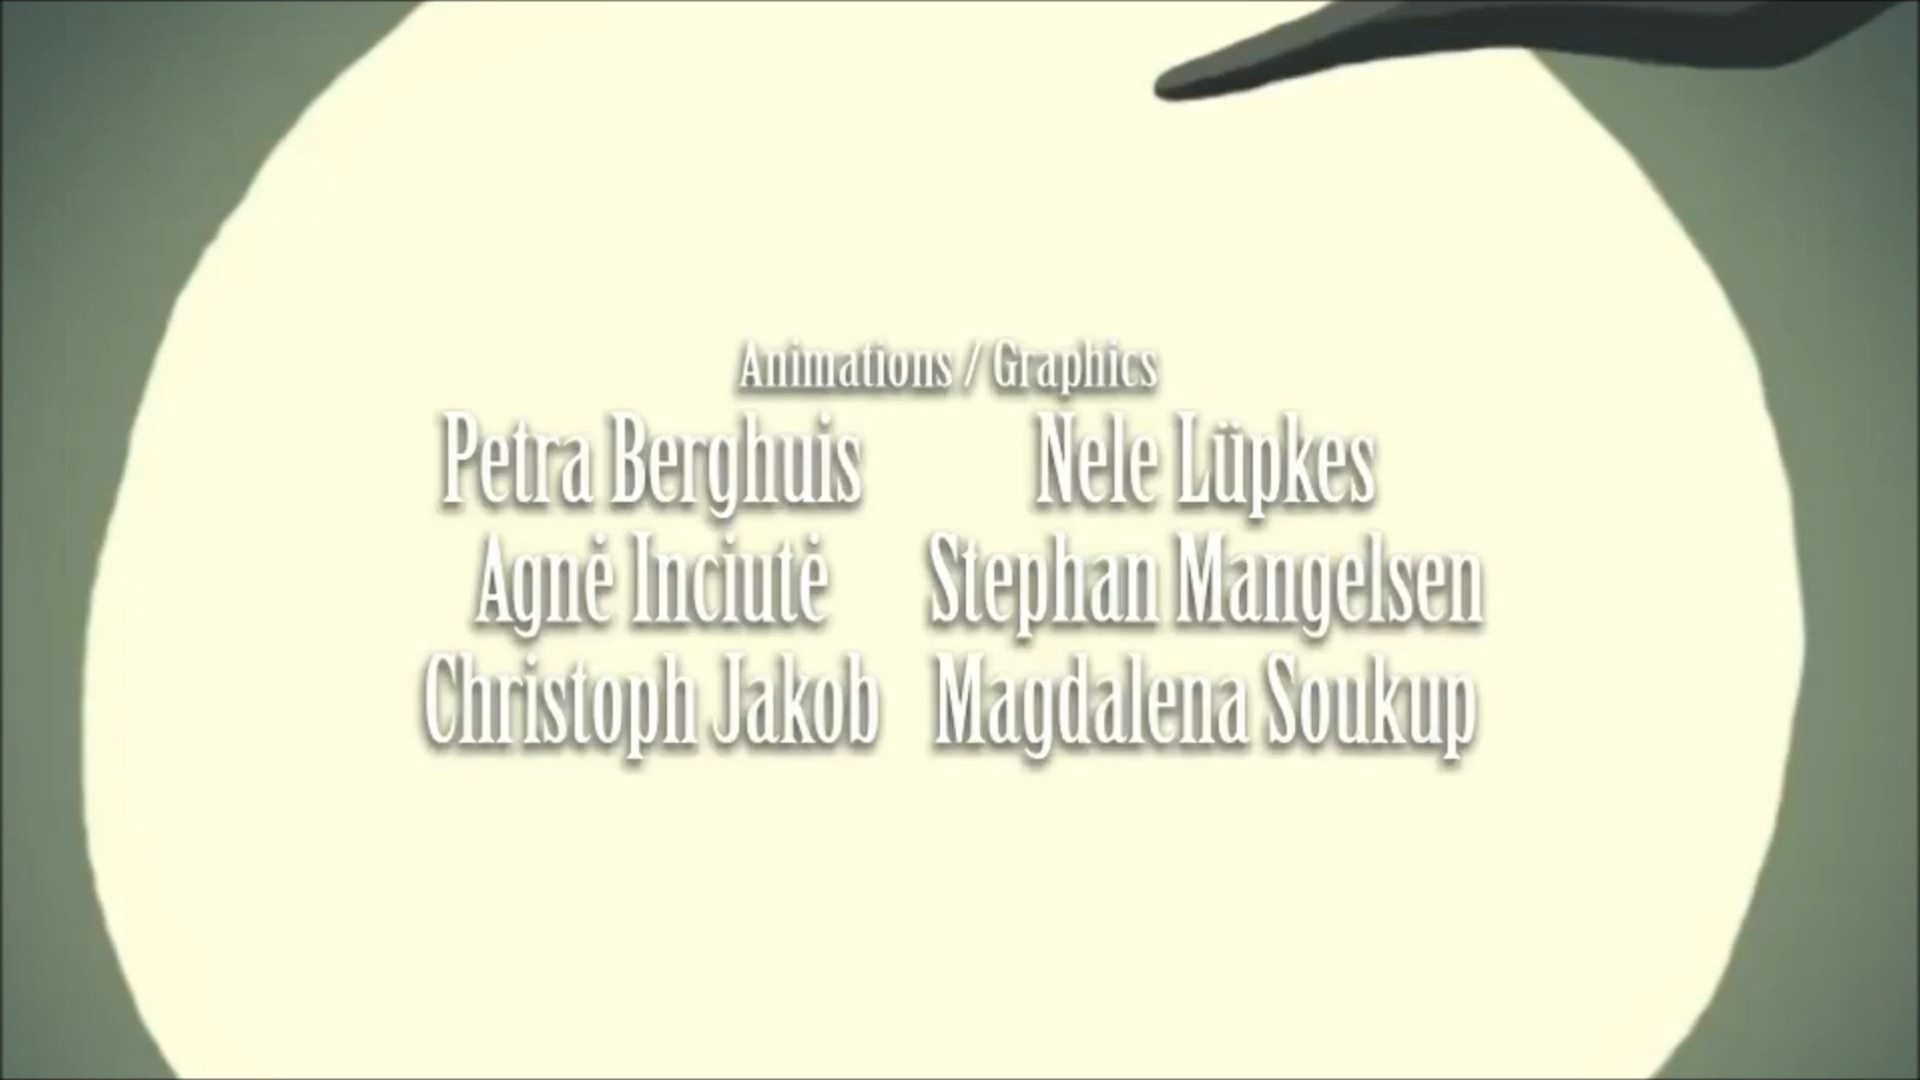 Animations / Graphics
Petra Berghuis Nele Lüpkes
Agnė Inciutė Stephan Mangelsen
Christoph Jakob Magdalena Soukup